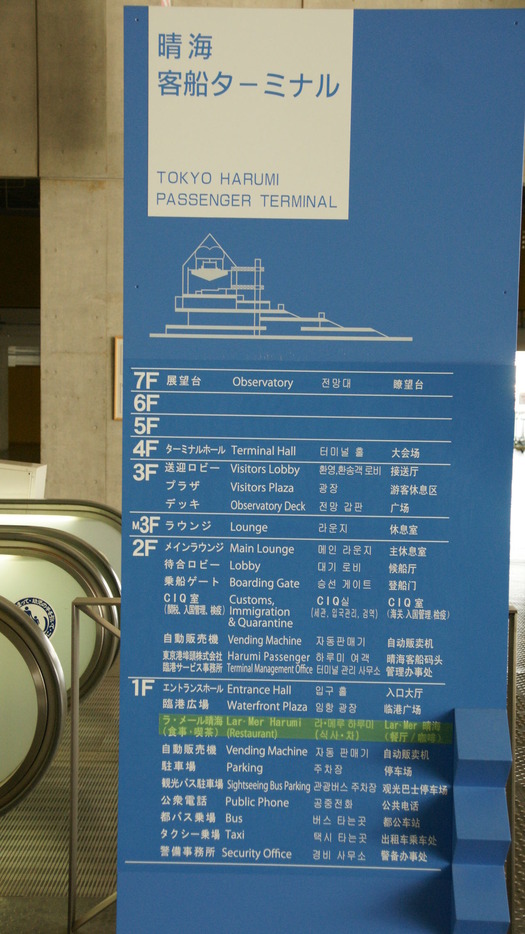 晴海
客船ターミナル
TOKYO HARUMI
PASSENGER TERMINAL
7F 展望台 Observatory 전망대 瞭望台
6F
5F
4F ターミナルホール Terminal Hall 터미널 홀 大会场
3F 送迎ロビー Visitors Lobby 환영,환송객 로비 接送厅
プラザ Visitors Plaza 광장 游客休息区
デッキ Observatory Deck 전망 갑판 广场
M3F ラウンジ Lounge 라운지 休息室
2F メインラウンジ Main Lounge 메인 라운지 主休息室
待合ロビー Lobby 대기 로비 候船厅
乗船ゲート Boarding Gate 승선 게이트 登船门
CIQ室 Customs, CIQ실 CIQ室
(関税、入国管理、検疫) Immigration (세관, 입국관리, 검역) (海关·入国管理·检疫)
& Quarantine
自動販売機 Vending Machine 자동판매기 自动贩卖机
東京港埠頭株式会社 Harumi Passenger 하루미 여객 晴海客船码头
臨港サービス事務所 Terminal Management Office 터미널 관리 사무소 管理办事处
1F エントランスホール Entrance Hall 입구 홀 入口大厅
臨港広場 Waterfront Plaza 임항 광장 临港广场
ラ・メール晴海 Lar·Mer Harumi 라·메루 하루미 Lar·Mer 晴海
(食事・喫茶) (Restaurant) (식사·차) (餐厅/咖啡)
自動販売機 Vending Machine 자동 판매기 自动贩卖机
駐車場 Parking 주차장 停车场
観光バス駐車場 Sightseeing Bus Parking 관광버스 주차장 观光巴士停车场
公衆電話 Public Phone 공중전화 公共电话
都バス乗場 Bus 버스 타는곳 都公车站
タクシー乗場 Taxi 택시 타는곳 出租车乘车处
警備事務所 Security Office 경비 사무소 警备办事处